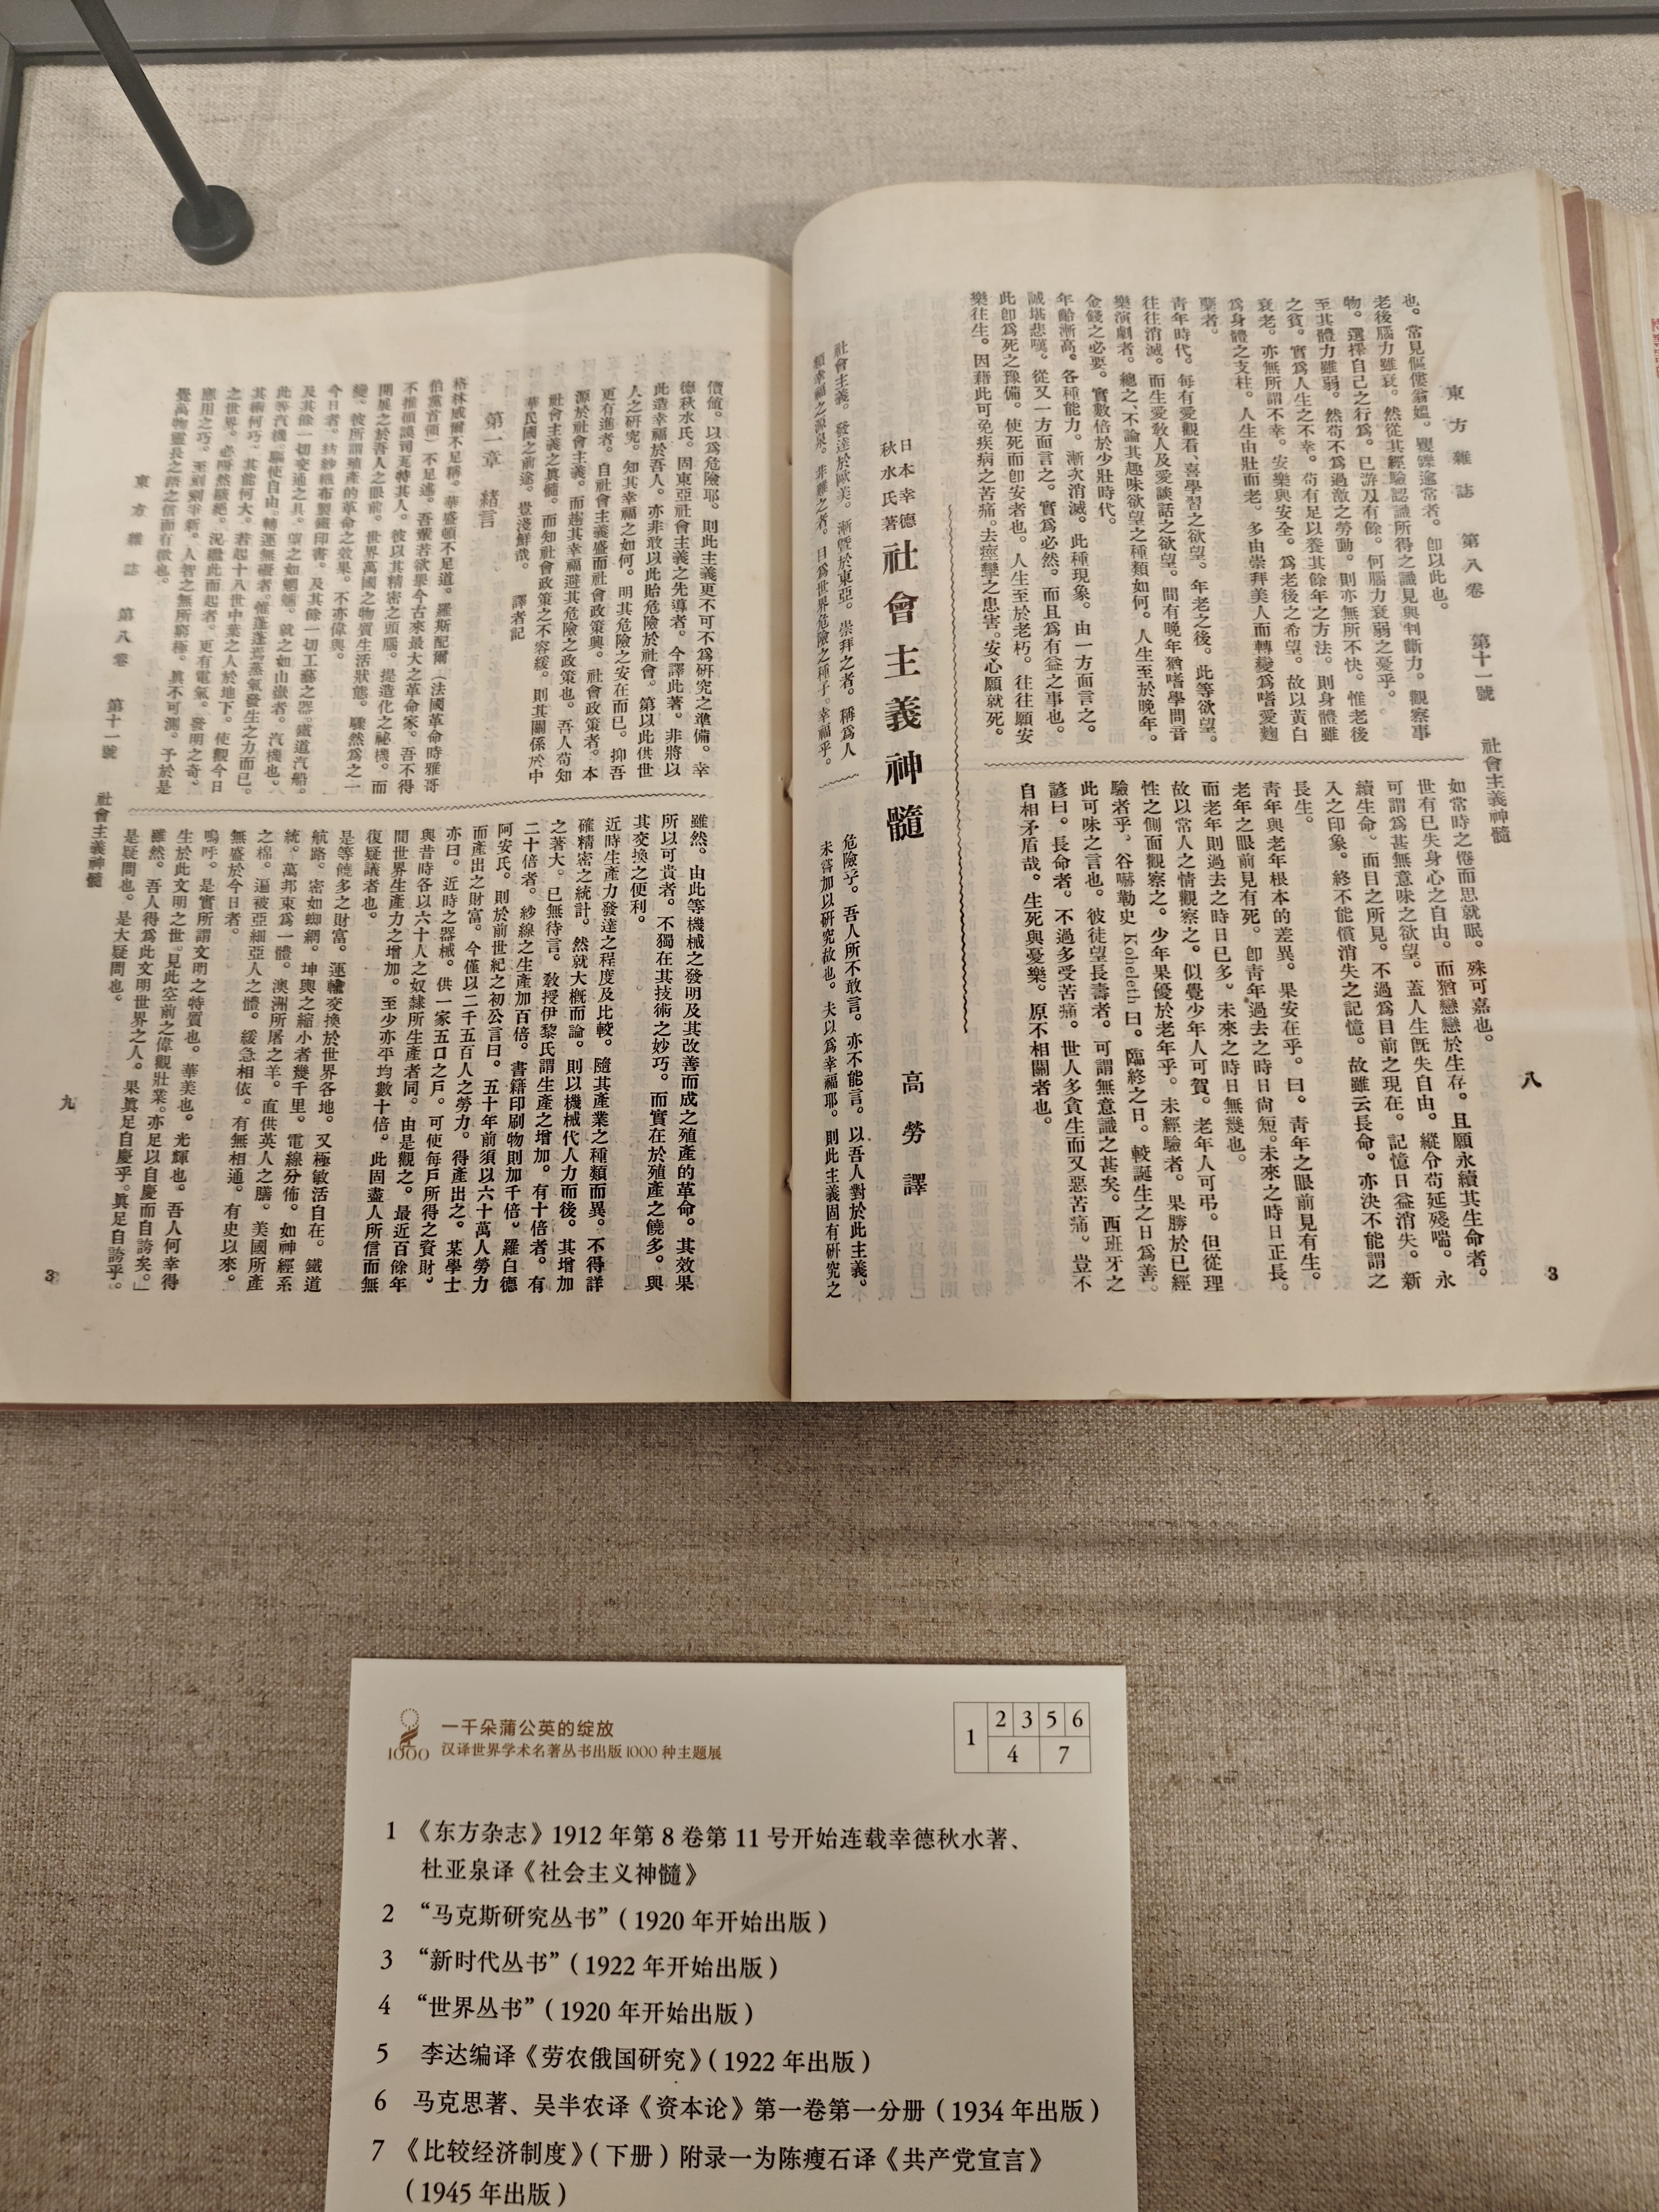 東方雜誌 第八卷 第十一號 社會主義神髓
八
3
也。常見傴僂翁媼。矍鑠逾常者。卽以此也。
老後腦力雖衰。然從其經驗認識所得之識見與判斷力。觀察事
物。選擇自己之行爲。已游刃有餘。何腦力衰弱之憂乎。
至其體力雖弱。然苟不爲過激之勞動。則亦無所不快。惟老後
之貧。實爲人生之不幸。苟有足以養其餘年之方法。則身體雖
衰老。亦無所謂不幸。安樂與安全。爲老後之希望。故以黃白
爲身體之支柱。人生由壯而老。多由崇拜美人而轉變爲嗜愛麴
蘖者。
青年時代。每有愛觀看、喜學習之欲望。年老之後。此等欲望。
往往消滅。而生愛敎人及愛談話之欲望。間有晚年猶嗜學問音
樂演劇者。總之、不論其趣味欲望之種類如何。人生至於晚年。
金錢之必要。實數倍於少壯時代。
年齡漸高。各種能力。漸次消滅。此種現象。由一方面言之。
誠堪悲嘆。從又一方面言之。實爲必然。而且爲有益之事也。
此卽爲死之豫備。使死而卽安者也。人生至於老朽。往往願安
樂往生。因藉此可免疾病之苦痛。去痙攣之患害。安心願就死。
如常時之倦而思就眠。殊可嘉也。
世有已失身心之自由。而猶戀戀於生存。且願永續其生命者。
可謂爲甚無意味之欲望。蓋人生旣失自由。縱令苟延殘喘。永
續生命。而目之所見。不過爲目前之現在。記憶日益消失。新
入之印象。終不能償消失之記憶。故雖云長命。亦決不能謂之
長生。
青年與老年根本的差異。果安在乎。曰。青年之眼前見有生。
老年之眼前見有死。卽靑年過去之時日尙短。未來之時日正長。
而老年則過去之時日已多。未來之時日無幾也。
故以常人之情觀察之。似覺少年人可賀。老年人可弔。但從理
性之側面觀察之。少年果優於老年乎。未經驗者。果勝於已經
驗者乎。谷嚇勒史 Koheleth 曰。臨終之日。較誕生之日爲善。
此可味之言也。彼徒望長壽者。可謂無意識之甚矣。西班牙之
諺曰。長命者。不過多受苦痛。世人多貪生而又惡苦痛。豈不
自相矛盾哉。生死與憂樂。原不相關者也。
日本幸德
秋水氏著
社會主義神髓
高勞譯
社會主義。發達於歐美。漸暨於東亞。崇拜之者。稱爲人
類幸福之源泉。非難之者。目爲世界危險之種子。幸福乎。
危險乎。吾人所不敢言。亦不能言。以吾人對於此主義。
未嘗加以硏究故也。夫以爲幸福耶。則此主義固有硏究之
價値。以爲危險耶。則此主義更不可不爲硏究之準備。幸
德秋水氏。固東亞社會主義之先導者。今譯此著。非將以
此造幸福於吾人。亦非敢以此貽危險於社會。第以此供世
人之硏究。知其幸福之如何。明其危險之安在而已。抑吾
更有進者。自社會主義盛而社會政策興。社會政策者。本
源於社會主義。而趨其幸福避其危險之政策也。吾人苟知
社會主義之眞髓。而知社會政策之不容緩。則其關係於中
華民國之前途。豈淺鮮哉。 譯者記
第一章 緖言
格林威爾不足稱。華盛頓不足道。羅斯配爾（法國革命時雅哥
伯黨首領）不足述。吾輩若欲擧今古來最大之革命家。吾不得
不推頓談司瓦特其人。彼以其精密之頭腦。提造化之祕機。而
開展之於吾人之眼前。世界萬國之物質生活狀態。驟然爲之一
變。彼所謂殖產的革命之效果。不亦偉與。
今日者。紡紗織布製鐵印書。及其餘一切工藝之器。鐵道汽船。
及其餘一切交通之具。望之如魍魎。就之如山嶽者。汽機也。
此等汽機。驅使自由。轉運無礙者。惟蓬蓬焉蒸氣發生之力而已。
其術何巧。其能何大。若起十八世中葉之人於地下。使觀今日
之世界。必啞然駭絕。況繼此而起者。更有電氣。發明之奇。
應用之巧。至剗剗乎新。人智之無所窮極。眞不可測。予於是
覺萬物靈長之語之信而有徵也。
雖然。由此等機械之發明及其改善而成之殖產的革命。其效果
所以可貴者。不獨在其技術之妙巧。而實在於殖產之饒多。與
其交換之便利。
近時生產力發達之程度及比較。隨其產業之種類而異。不得詳
確精密之統計。然就大概而論。則以機械代人力而後。其增加
之著大。已無待言。敎授伊黎氏謂生產之增加。有十倍者。有
二十倍者。紗線之生產加百倍。書籍印刷物則加千倍。羅白德
阿安氏。則於前世紀之初公言曰。五十年前須以六十萬人勞力
而產出之財富。今僅以二千五百人之勞力。得產出之。某學士
亦曰。近時之器械。供一家五口之戶。可使每戶所得之資財。
與昔時各以六十人之奴隸所生產者同。由是觀之。最近百餘年
間世界生產力之增加。至少亦平均數十倍。此固盡人所信而無
復疑議者也。
是等饒多之財富。運輸交換於世界各地。又極敏活自在。鐵道
航路。密如蜘網。坤輿之縮小者幾千里。電線分佈。如神經系
統。萬邦束爲一體。澳洲所屠之羊。直供英人之膳。美國所產
之棉。遍被亞細亞人之體。緩急相依。有無相通。有史以來。
無盛於今日者。
嗚呼。是實所謂文明之特質也。華美也。光輝也。吾人何幸得
生於此文明之世。見此空前之偉觀壯業。亦足以自慶而自誇矣。」
雖然。吾人得爲此文明世界之人。果眞足自慶乎。眞足自誇乎。
是疑問也。是大疑問也。
東方雜誌 第八卷 第十一號 社會主義神髓
九
3
1000
一千朵蒲公英的绽放
汉译世界学术名著丛书出版1000种主题展
1 2 3 5 6
4 7
1 《东方杂志》1912年第8卷第11号开始连载幸德秋水著、
杜亚泉译《社会主义神髓》
2 “马克斯研究丛书”（1920年开始出版）
3 “新时代丛书”（1922年开始出版）
4 “世界丛书”（1920年开始出版）
5 李达编译《劳农俄国研究》（1922年出版）
6 马克思著、吴半农译《资本论》第一卷第一分册（1934年出版）
7 《比较经济制度》（下册）附录一为陈瘦石译《共产党宣言》
（1945年出版）